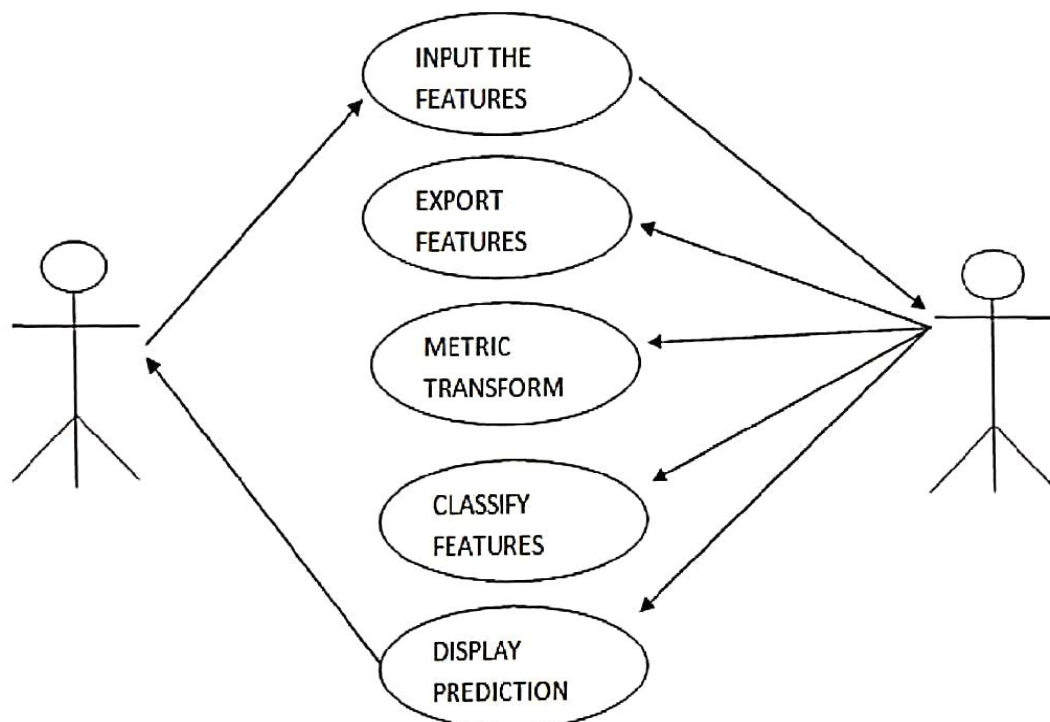 INPUT THE
FEATURES
EXPORT
FEATURES
METRIC
TRANSFORM
CLASSIFY
FEATURES
DISPLAY
PREDICTION